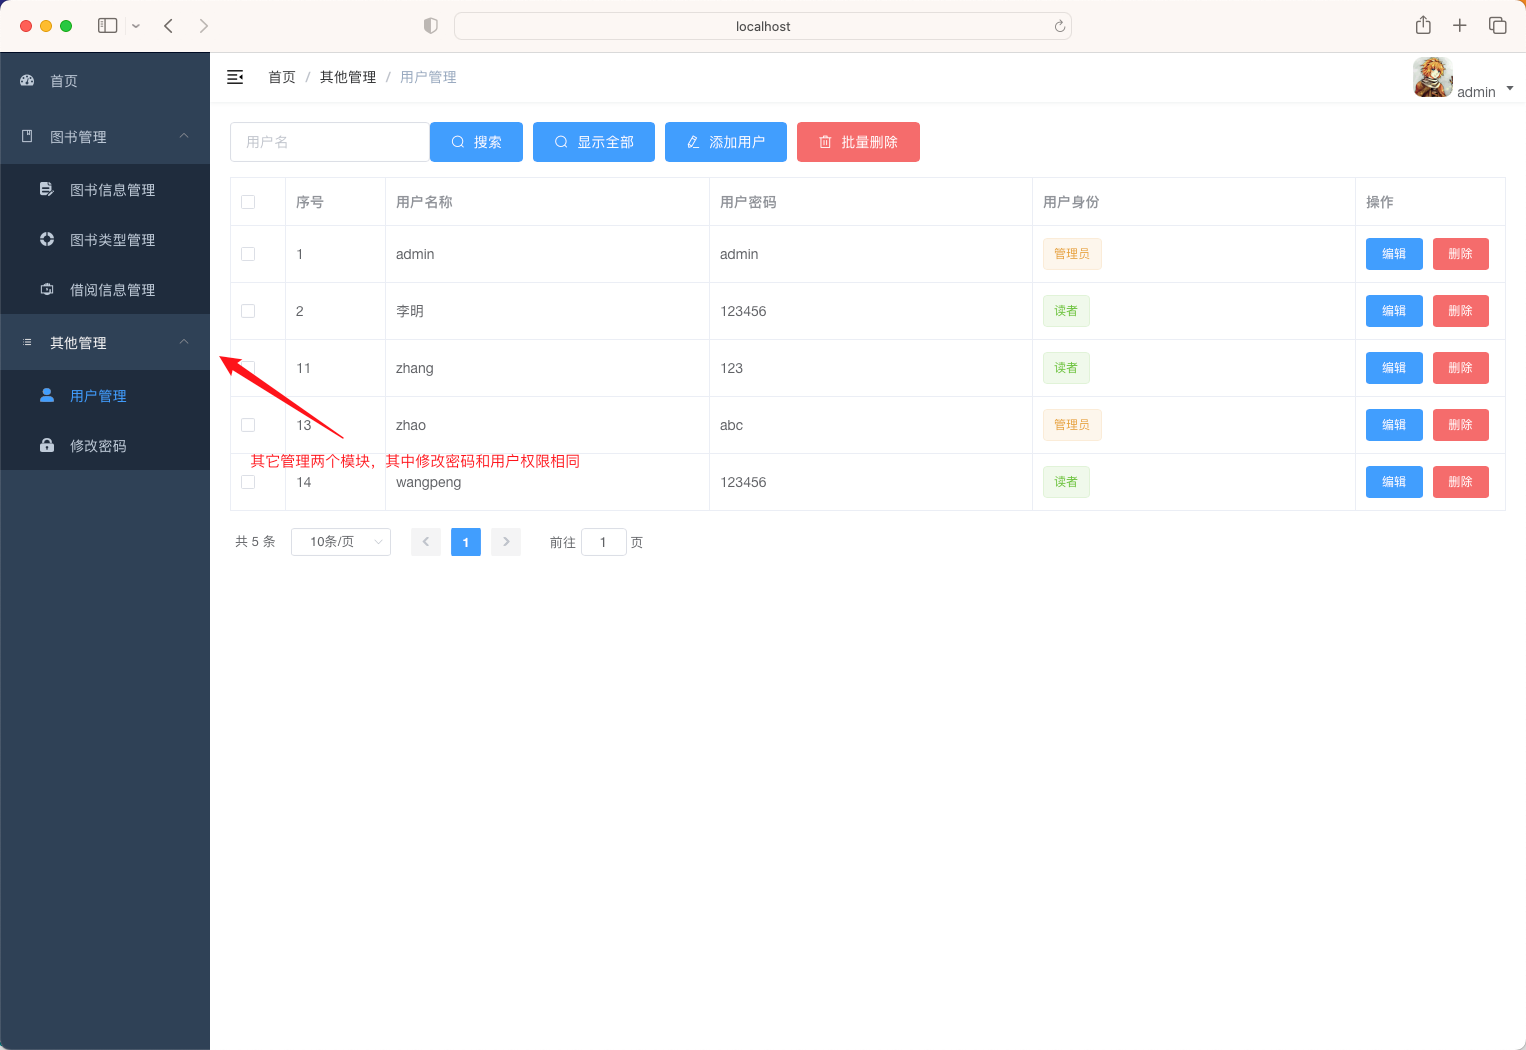 localhost
首页
图书管理
图书信息管理
图书类型管理
借阅信息管理
其他管理
用户管理
修改密码
首页 / 其他管理 / 用户管理
admin
用户名 搜索 显示全部 添加用户 批量删除
序号 用户名称 用户密码 用户身份 操作
1 admin admin 管理员 编辑 删除
2 李明 123456 读者 编辑 删除
11 zhang 123 读者 编辑 删除
13 zhao abc 管理员 编辑 删除
其它管理两个模块，其中修改密码和用户权限相同
14 wangpeng 123456 读者 编辑 删除
共 5 条 10条/页 1 前往 1 页